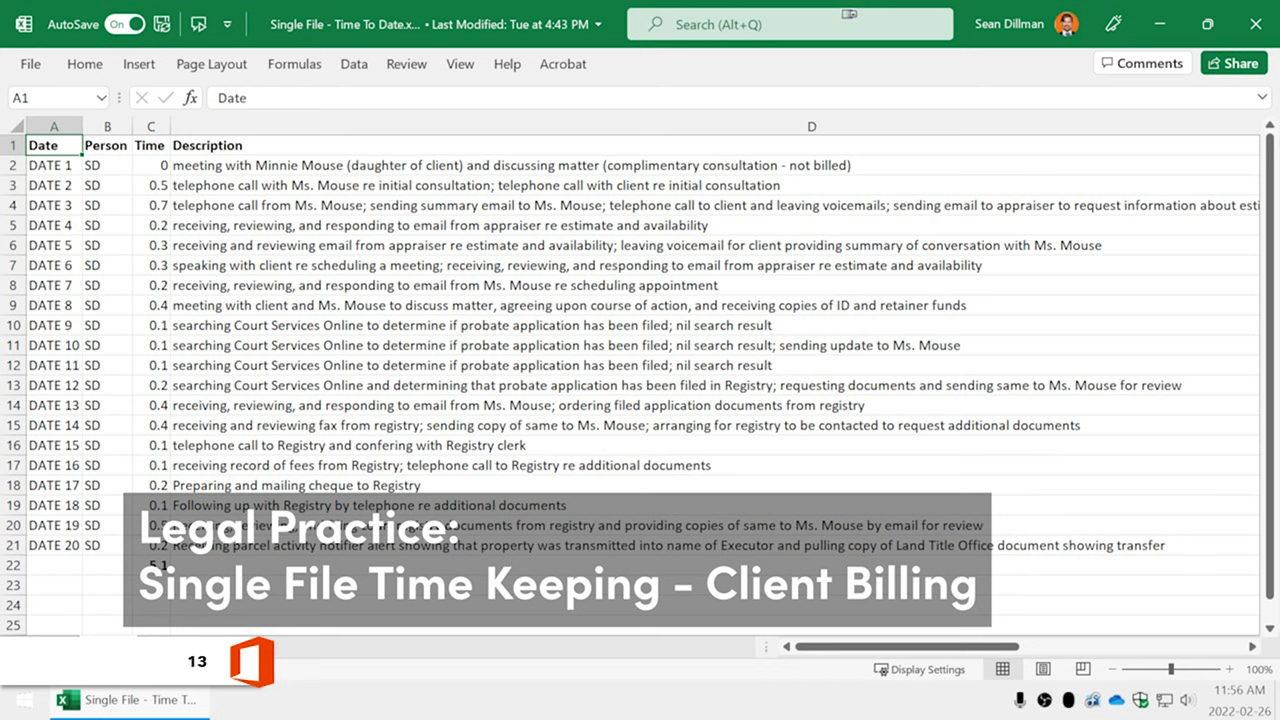 AutoSave On Single File - Time To Date.x... • Last Modified: Tue at 4:43 PM Search (Alt+Q) Sean Dillman
File Home Insert Page Layout Formulas Data Review View Help Acrobat Comments Share
A1 fx Date
A B C D
1 Date Person Time Description
2 DATE 1 SD 0 meeting with Minnie Mouse (daughter of client) and discussing matter (complimentary consultation - not billed)
3 DATE 2 SD 0.5 telephone call with Ms. Mouse re initial consultation; telephone call with client re initial consultation
4 DATE 3 SD 0.7 telephone call from Ms. Mouse; sending summary email to Ms. Mouse; telephone call to client and leaving voicemails; sending email to appraiser to request information about esti
5 DATE 4 SD 0.2 receiving, reviewing, and responding to email from appraiser re estimate and availability
6 DATE 5 SD 0.3 receiving and reviewing email from appraiser re estimate and availability; leaving voicemail for client providing summary of conversation with Ms. Mouse
7 DATE 6 SD 0.3 speaking with client re scheduling a meeting; receiving, reviewing, and responding to email from appraiser re estimate and availability
8 DATE 7 SD 0.2 receiving, reviewing, and responding to email from Ms. Mouse re scheduling appointment
9 DATE 8 SD 0.4 meeting with client and Ms. Mouse to discuss matter, agreeing upon course of action, and receiving copies of ID and retainer funds
10 DATE 9 SD 0.1 searching Court Services Online to determine if probate application has been filed; nil search result
11 DATE 10 SD 0.1 searching Court Services Online to determine if probate application has been filed; nil search result; sending update to Ms. Mouse
12 DATE 11 SD 0.1 searching Court Services Online to determine if probate application has been filed; nil search result
13 DATE 12 SD 0.2 searching Court Services Online and determining that probate application has been filed in Registry; requesting documents and sending same to Ms. Mouse for review
14 DATE 13 SD 0.4 receiving, reviewing, and responding to email from Ms. Mouse; ordering filed application documents from registry
15 DATE 14 SD 0.4 receiving and reviewing fax from registry; sending copy of same to Ms. Mouse; arranging for registry to be contacted to request additional documents
16 DATE 15 SD 0.1 telephone call to Registry and confering with Registry clerk
17 DATE 16 SD 0.1 receiving record of fees from Registry; telephone call to Registry re additional documents
18 DATE 17 SD 0.2 Preparing and mailing cheque to Registry
19 DATE 18 SD 0.1 Following up with Registry by telephone re additional documents
20 DATE 19 SD documents from registry and providing copies of same to Ms. Mouse by email for review
21 DATE 20 SD 0.2 Receiving parcel activity notifier alert showing that property was transmitted into name of Executor and pulling copy of Land Title Office document showing transfer
22 5.1
23
24
25
Legal Practice:
Single File Time Keeping - Client Billing
13
Display Settings 100%
Single File - Time T...
11:56 AM
2022-02-26